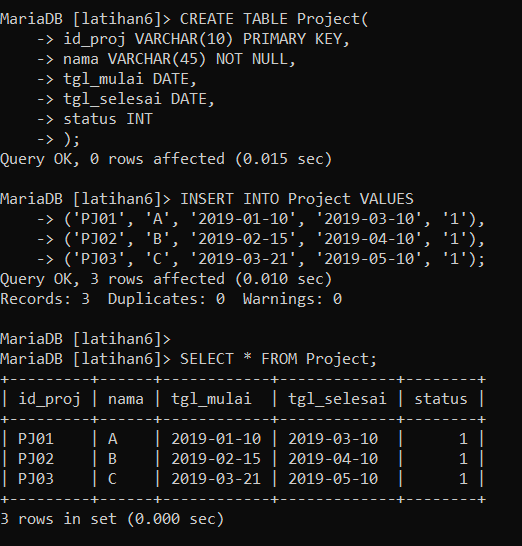 MariaDB [latihan6]> CREATE TABLE Project(
    -> id_proj VARCHAR(10) PRIMARY KEY,
    -> nama VARCHAR(45) NOT NULL,
    -> tgl_mulai DATE,
    -> tgl_selesai DATE,
    -> status INT
    -> );
Query OK, 0 rows affected (0.015 sec)

MariaDB [latihan6]> INSERT INTO Project VALUES
    -> ('PJ01', 'A', '2019-01-10', '2019-03-10', '1'),
    -> ('PJ02', 'B', '2019-02-15', '2019-04-10', '1'),
    -> ('PJ03', 'C', '2019-03-21', '2019-05-10', '1');
Query OK, 3 rows affected (0.010 sec)
Records: 3  Duplicates: 0  Warnings: 0

MariaDB [latihan6]>
MariaDB [latihan6]> SELECT * FROM Project;
+---------+------+------------+-------------+--------+
| id_proj | nama | tgl_mulai  | tgl_selesai | status |
+---------+------+------------+-------------+--------+
| PJ01    | A    | 2019-01-10 | 2019-03-10  |      1 |
| PJ02    | B    | 2019-02-15 | 2019-04-10  |      1 |
| PJ03    | C    | 2019-03-21 | 2019-05-10  |      1 |
+---------+------+------------+-------------+--------+
3 rows in set (0.000 sec)